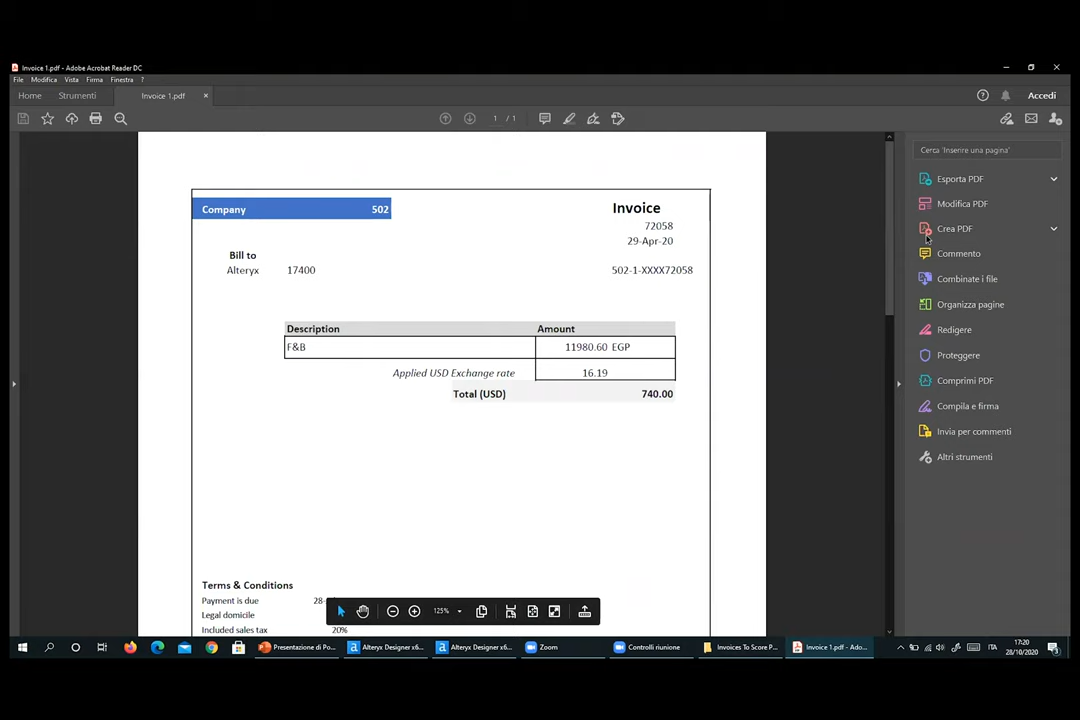 Invoice 1.pdf - Adobe Acrobat Reader DC
File Modifica Vista Firma Finestra ?
Home Strumenti Invoice 1.pdf × Accedi
1 / 1
Cerca 'Inserire una pagina'
Esporta PDF
Modifica PDF
Crea PDF
Commento
Combinate i file
Organizza pagine
Redigere
Proteggere
Comprimi PDF
Compila e firma
Invia per commenti
Altri strumenti
Company 502 Invoice
72058
29-Apr-20
Bill to
Alteryx 17400 502-1-XXXX72058
Description Amount
F&B 11980.60 EGP
Applied USD Exchange rate 16.19
Total (USD) 740.00
Terms & Conditions
Payment is due 28-
Legal domicile
Included sales tax 20%
125%
Presentazione di Po... Alteryx Designer x6... Alteryx Designer x6... Zoom Controlli riunione Invoices To Score P... Invoice 1.pdf - Ado... ITA 17:20
28/10/2020